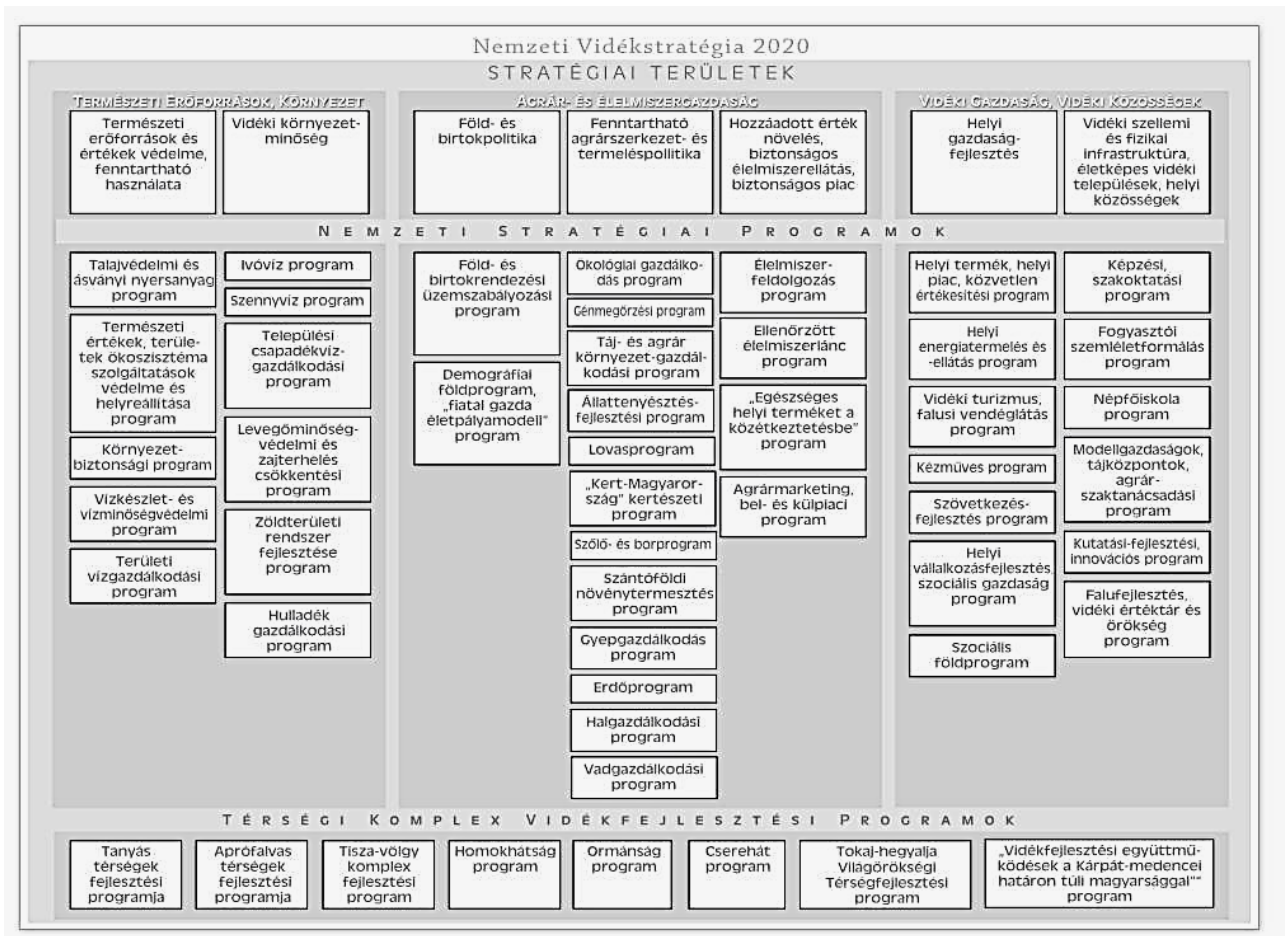 Nemzeti Vidékstratégia 2020
STRATÉGIAI TERÜLETEK
TERMÉSZETI ERŐFORRÁSOK, KÖRNYEZET
Természeti
erőforrások és
értékek védelme,
fenntartható
használata
Vidéki környezet-
minőség
AGRÁR- ÉS ÉLELMISZERGAZDASÁG
Föld- és
birtokpolitika
Fenntartható
agrárszerkezet- és
termeléspollitika
Hozzáadott érték
növelés,
biztonságos
élelmiszerellátás,
biztonságos piac
VIDÉKI GAZDASÁG, VIDÉKI KÖZÖSSÉGEK
Helyi
gazdaság-
fejlesztés
Vidéki szellemi
és fizikai
infrastruktúra,
életképes vidéki
települések, helyi
közösségek
NEMZETI STRATÉGIAI PROGRAMOK
Talajvédelmi és
ásványi nyersanyag
program
Természeti
értékek, terüle-
tek ökoszisztéma
szolgáltatások
védelme és
helyreállítása
program
Környezet-
biztonsági program
Vízkészlet- és
vízminőségvédelmi
program
Területi
vízgazdálkodási
program
Ivóvíz program
Szennyvíz program
Települési
csapadékvíz-
gazdálkodási
program
Levegőminőség-
védelmi és
zajterhelés
csökkentési
program
Zöldterületi
rendszer
fejlesztése
program
Hulladék
gazdálkodási
program
Föld- és
birtokrendezési
üzemszabályozási
program
Demográfiai
földprogram,
„fiatal gazda
életpályamodell"
program
Ökológiai gazdálko-
dás program
Génmegőrzési program
Táj- és agrár
környezet-gazdál-
kodási program
Állattenyésztés-
fejlesztési program
Lovasprogram
„Kert-Magyaror-
szág" kertészeti
program
Szőlő- és borprogram
Szántóföldi
növénytermesztés
program
Gyepgazdálkodás
program
Erdőprogram
Halgazdálkodási
program
Vadgazdálkodási
program
Élelmiszer-
feldolgozás
program
Ellenőrzött
élelmiszerlánc
program
„Egészséges
helyi terméket a
közétkeztetésbe"
program
Agrármarketing,
bel- és külpiaci
program
Helyi termék, helyi
piac, közvetlen
értékesítési program
Helyi
energiatermelés és
-ellátás program
Vidéki turizmus,
falusi vendéglátás
program
Kézműves program
Szövetkezés-
fejlesztés program
Helyi
vállalkozásfejlesztés,
szociális gazdaság
program
Szociális
földprogram
Képzési,
szakoktatási
program
Fogyasztói
szemléletformálás
program
Népfőiskola
program
Modellgazdaságok,
tájközpontok,
agrár-
szaktanácsadási
program
Kutatási-fejlesztési,
innovációs program
Falufejlesztés,
vidéki értéktár és
örökség
program
TÉRSÉGI KOMPLEX VIDÉKFEJLESZTÉSI PROGRAMOK
Tanyás
térségek
fejlesztési
programja
Aprófalvas
térségek
fejlesztési
programja
Tisza-völgy
komplex
fejlesztési
program
Homokhátság
program
Ormánság
program
Cserehát
program
Tokaj-hegyalja
Világörökségi
Térségfejlesztési
program
„Vidékfejlesztési együttmű-
ködések a Kárpát-medencei
határon túli magyarsággal""
program